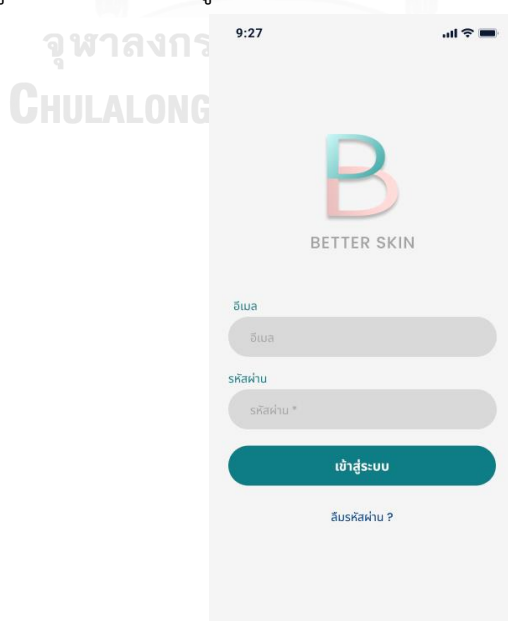 9:27
จุฬาลงกร
CHULALONG
B
BETTER SKIN
อีเมล
อีเมล
รหัสผ่าน
รหัสผ่าน *
เข้าสู่ระบบ
ลืมรหัสผ่าน ?